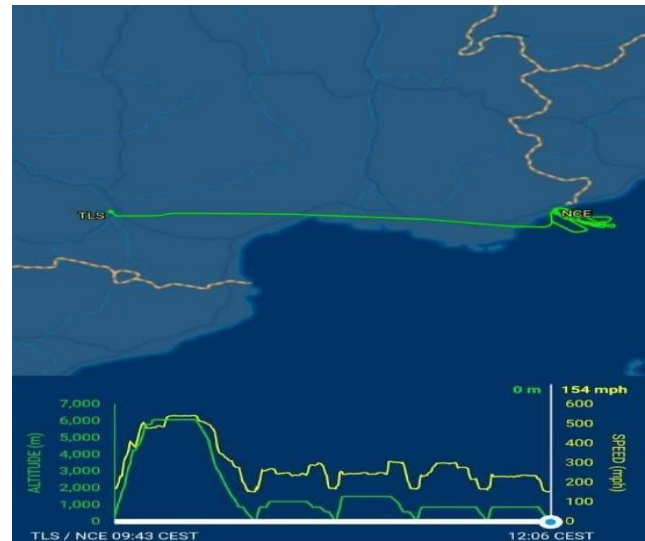 TLS
NCE
0 m 154 mph
7,000 600
6,000 500
5,000 400
4,000 300
3,000 200
2,000 100
1,000 0
0
ALTITUDE (m)
SPEED (mph)
TLS / NCE 09:43 CEST 12:06 CEST